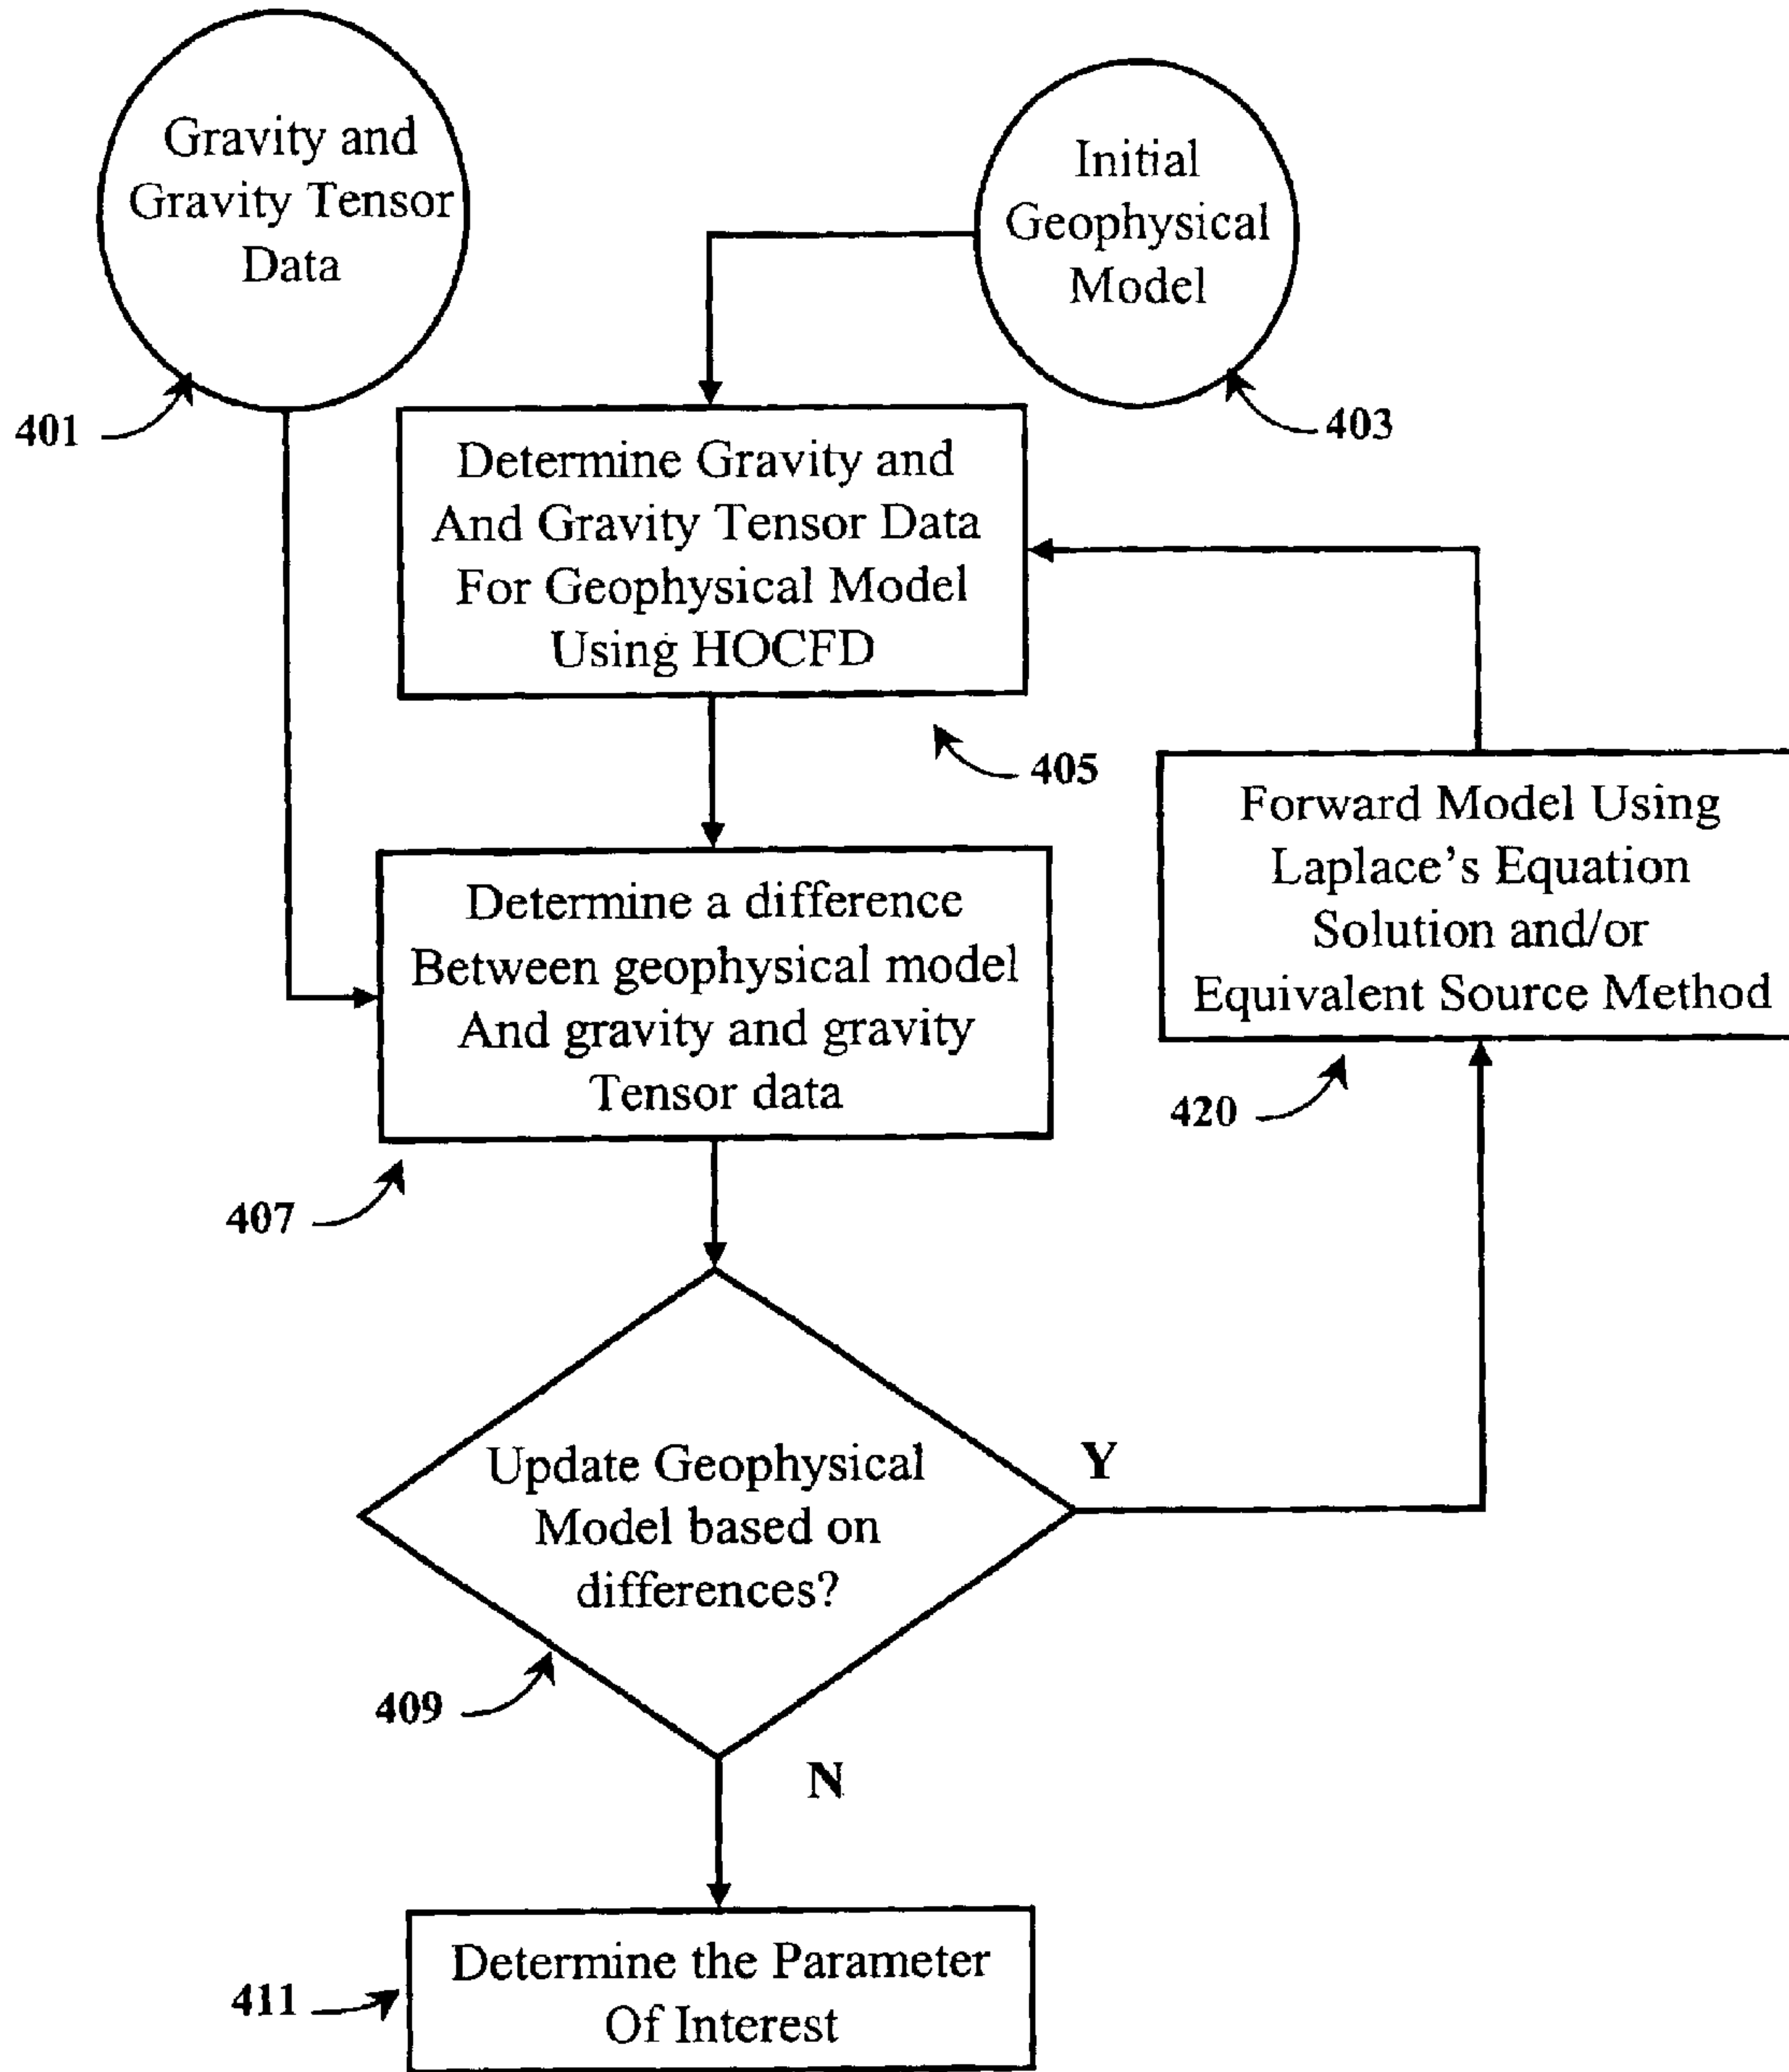 Gravity and
Gravity Tensor
Data
401
Initial
Geophysical
Model
403
Determine Gravity and
And Gravity Tensor Data
For Geophysical Model
Using HOCFD
405
Determine a difference
Between geophysical model
And gravity and gravity
Tensor data
407
Forward Model Using
Laplace’s Equation
Solution and/or
Equivalent Source Method
420
Update Geophysical
Model based on
differences?
409
Y
N
Determine the Parameter
Of Interest
411